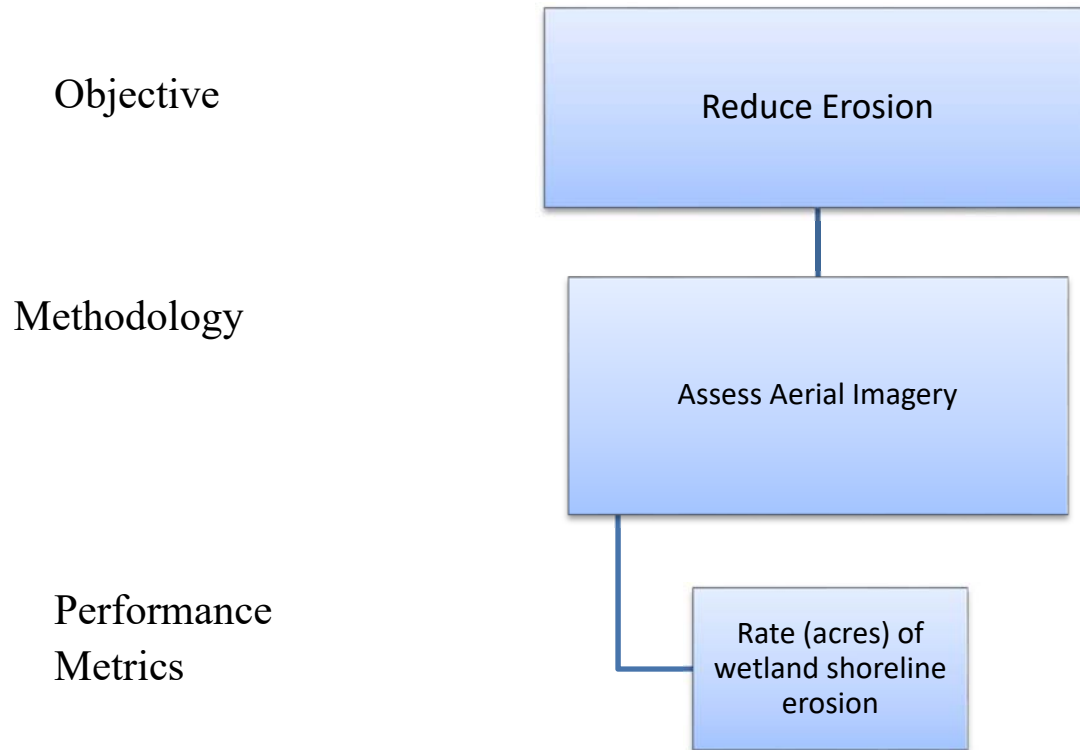 Objective
Reduce Erosion
Methodology
Assess Aerial Imagery
Performance
Metrics
Rate (acres) of
wetland shoreline
erosion